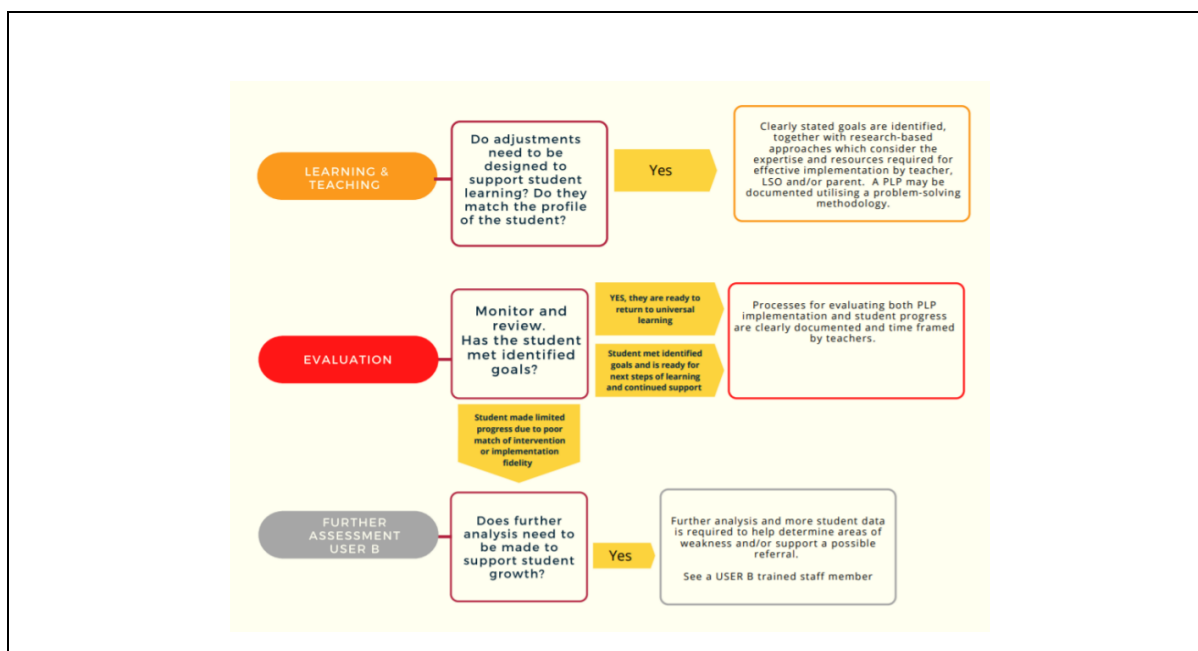 LEARNING &
TEACHING
Do adjustments
need to be
designed to
support student
learning? Do they
match the profile
of the student?
Yes
Clearly stated goals are identified,
together with research-based
approaches which consider the
expertise and resources required for
effective implementation by teacher,
LSO and/or parent. A PLP may be
documented utilising a problem-solving
methodology.
EVALUATION
Monitor and
review.
Has the student
met identified
goals?
YES, they are ready to
return to universal
learning
Student met identified
goals and is ready for
next steps of learning
and continued support
Processes for evaluating both PLP
implementation and student progress
are clearly documented and time framed
by teachers.
Student made limited
progress due to poor
match of intervention
or implementation
fidelity
FURTHER
ASSESSMENT
USER B
Does further
analysis need to
be made to
support student
growth?
Yes
Further analysis and more student data
is required to help determine areas of
weakness and/or support a possible
referral.
See a USER B trained staff member